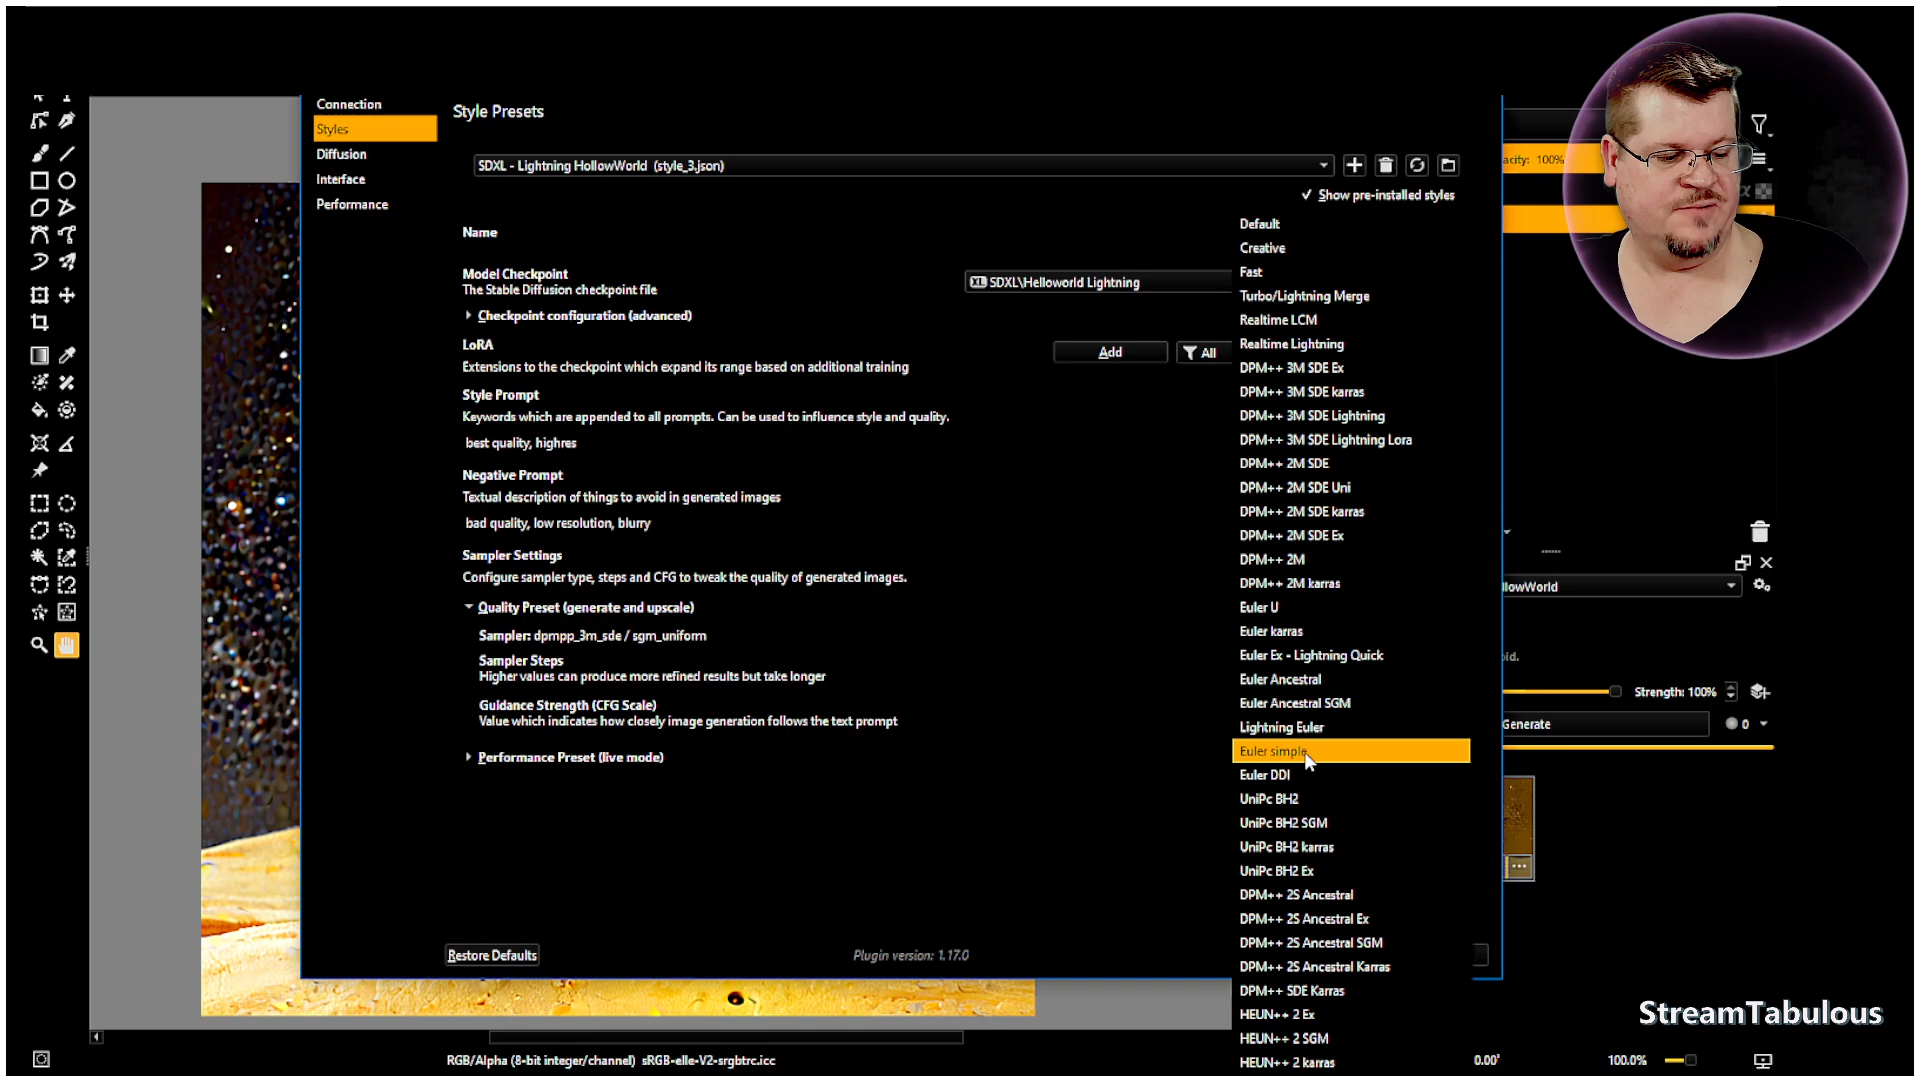 Connection
Styles
Diffusion
Interface
Performance
Style Presets
SDXL - Lightning HollowWorld (style_3.json)
Show pre-installed styles
Name
Model Checkpoint
The Stable Diffusion checkpoint file
XL SDXL\Helloworld Lightning
Checkpoint configuration (advanced)
LoRA
Extensions to the checkpoint which expand its range based on additional training
Add
All
Style Prompt
Keywords which are appended to all prompts. Can be used to influence style and quality.
best quality, highres
Negative Prompt
Textual description of things to avoid in generated images
bad quality, low resolution, blurry
Sampler Settings
Configure sampler type, steps and CFG to tweak the quality of generated images.
Quality Preset (generate and upscale)
Sampler: dpmpp_3m_sde / sgm_uniform
Sampler Steps
Higher values can produce more refined results but take longer
Guidance Strength (CFG Scale)
Value which indicates how closely image generation follows the text prompt
Performance Preset (live mode)
Restore Defaults
Plugin version: 1.17.0
Default
Creative
Fast
Turbo/Lightning Merge
Realtime LCM
Realtime Lightning
DPM++ 3M SDE Ex
DPM++ 3M SDE karras
DPM++ 3M SDE Lightning
DPM++ 3M SDE Lightning Lora
DPM++ 2M SDE
DPM++ 2M SDE Uni
DPM++ 2M SDE karras
DPM++ 2M SDE Ex
DPM++ 2M
DPM++ 2M karras
Euler U
Euler karras
Euler Ex - Lightning Quick
Euler Ancestral
Euler Ancestral SGM
Lightning Euler
Euler simple
Euler DDI
UniPc BH2
UniPc BH2 SGM
UniPc BH2 karras
UniPc BH2 Ex
DPM++ 2S Ancestral
DPM++ 2S Ancestral Ex
DPM++ 2S Ancestral SGM
DPM++ 2S Ancestral Karras
DPM++ SDE Karras
HEUN++ 2 Ex
HEUN++ 2 SGM
HEUN++ 2 karras
acity: 100%
llowWorld
oid.
Strength: 100%
Generate
0
StreamTabulous
RGB/Alpha (8-bit integer/channel) sRGB-elle-V2-srgbtrc.icc
0.00°
100.0%